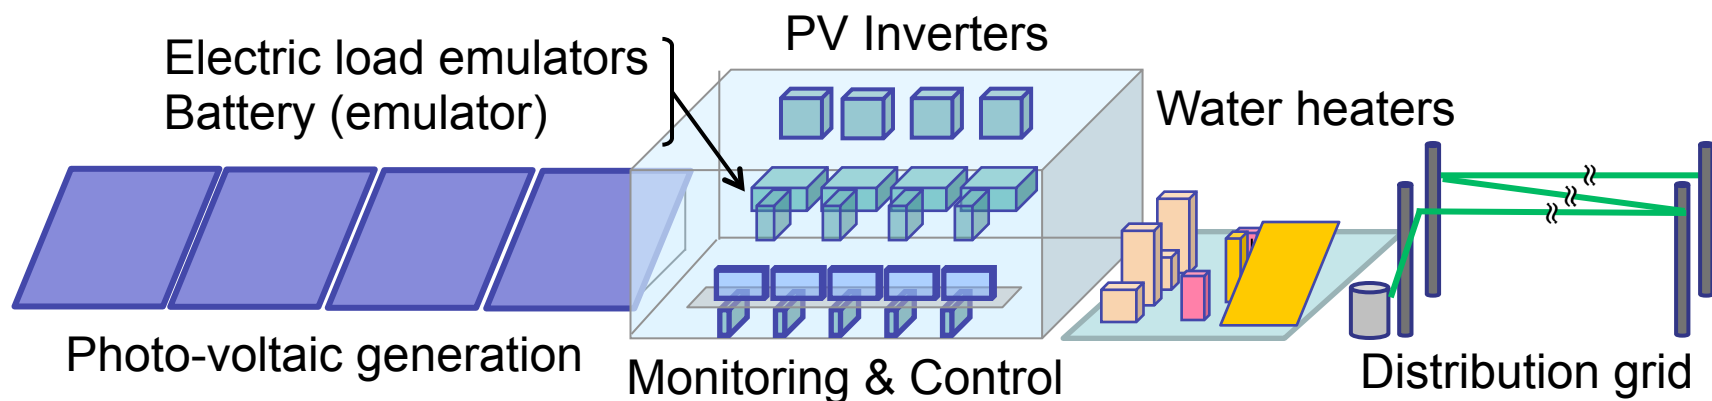 PV Inverters
Electric load emulators
Battery (emulator)
Water heaters
Photo-voltaic generation
Monitoring & Control
Distribution grid